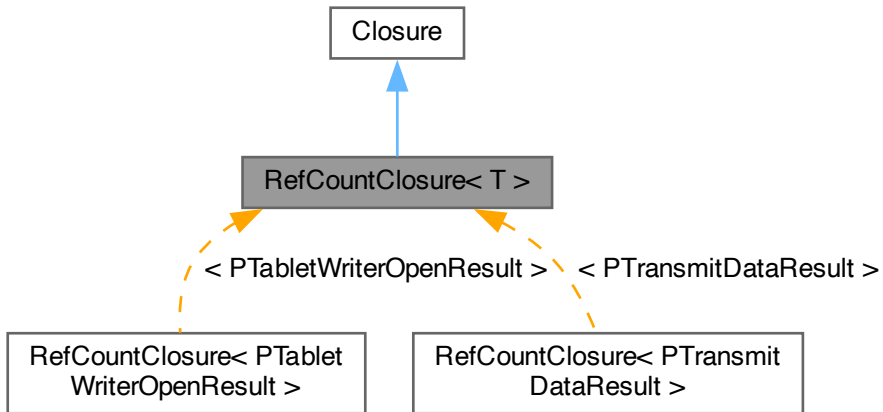 Closure
RefCountClosure< T >
< PTabletWriterOpenResult >
< PTransmitDataResult >
RefCountClosure< PTablet
WriterOpenResult >
RefCountClosure< PTransmit
DataResult >